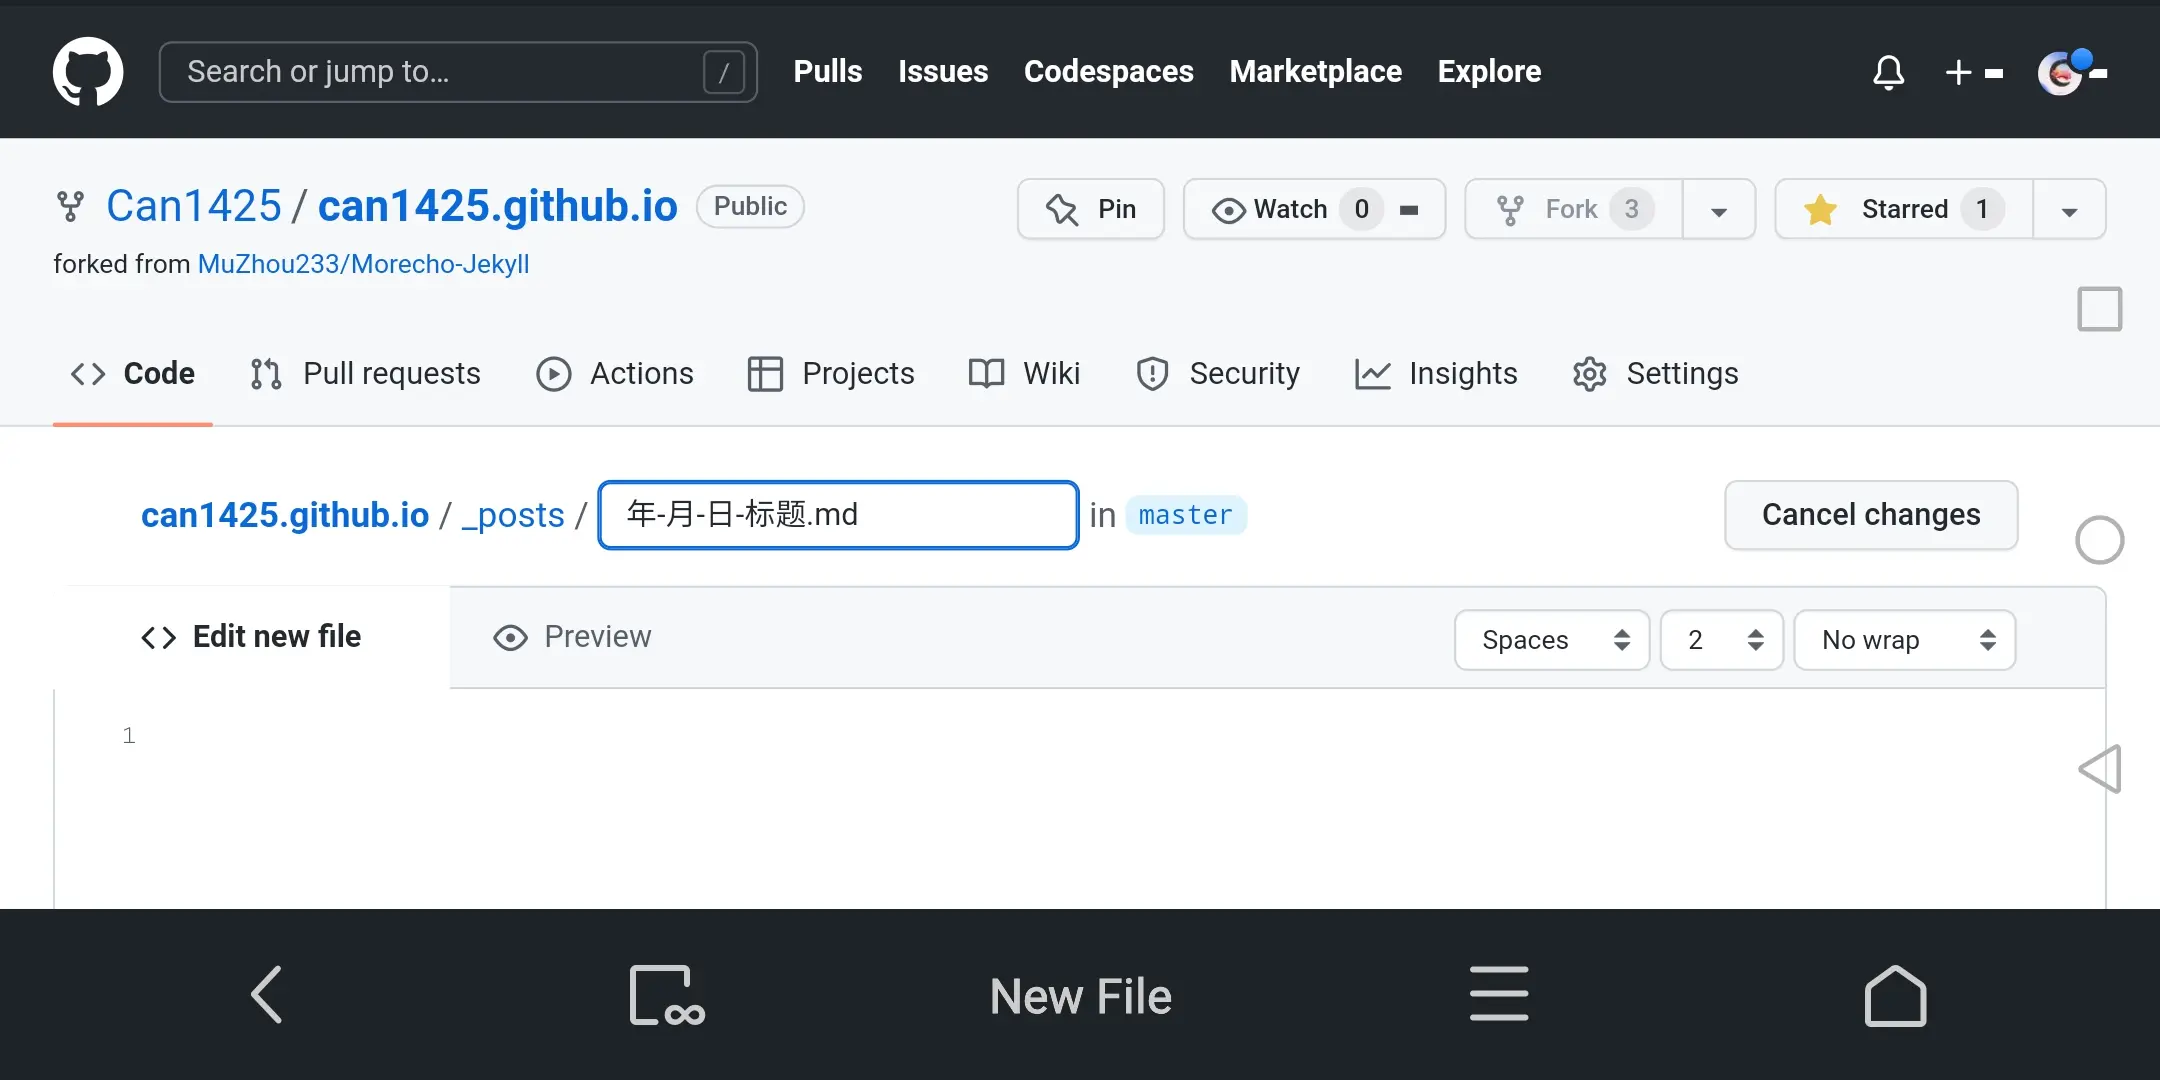 Search or jump to... / Pulls Issues Codespaces Marketplace Explore
Can1425 / can1425.github.io Public Pin Watch 0 Fork 3 Starred 1
forked from MuZhou233/Morecho-Jekyll
Code Pull requests Actions Projects Wiki Security Insights Settings
can1425.github.io / _posts / 年-月-日-标题.md in master Cancel changes
Edit new file Preview Spaces 2 No wrap
1
New File